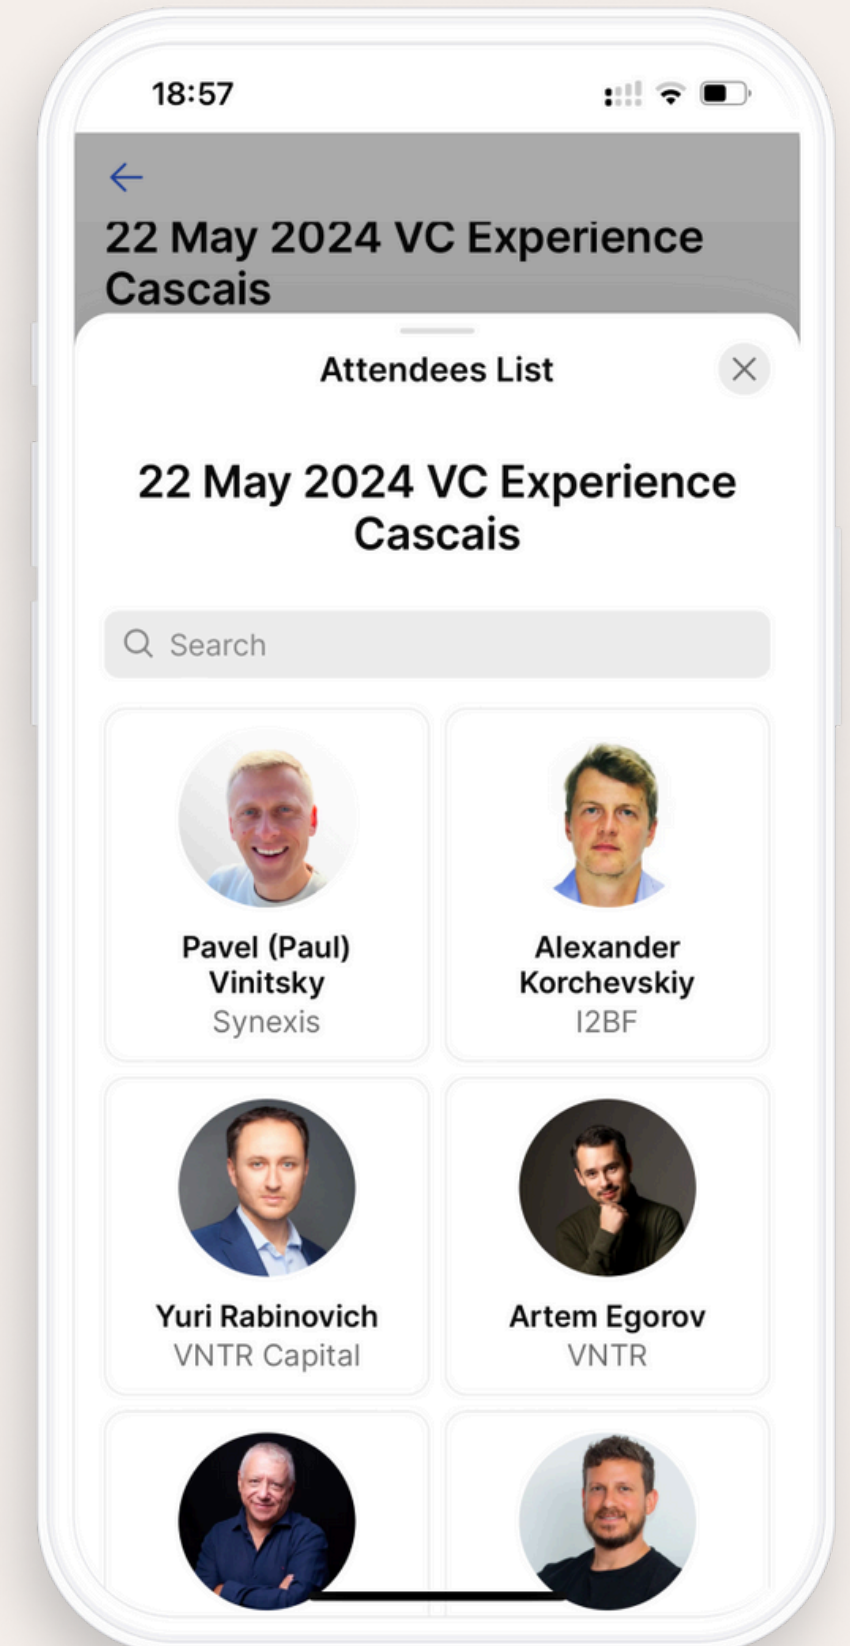 18:57
22 May 2024 VC Experience
Cascais
Attendees List
22 May 2024 VC Experience
Cascais
Search
Pavel (Paul)
Vinitsky
Synexis
Alexander
Korchevskiy
I2BF
Yuri Rabinovich
VNTR Capital
Artem Egorov
VNTR